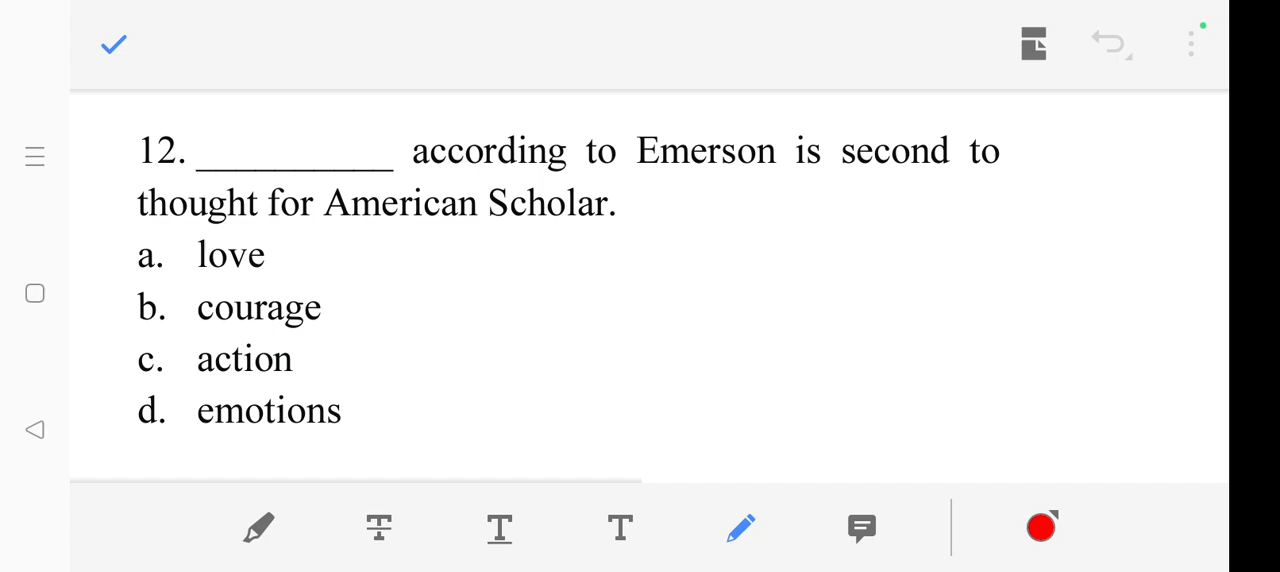 12. __________ according to Emerson is second to
thought for American Scholar.
a. love
b. courage
c. action
d. emotions